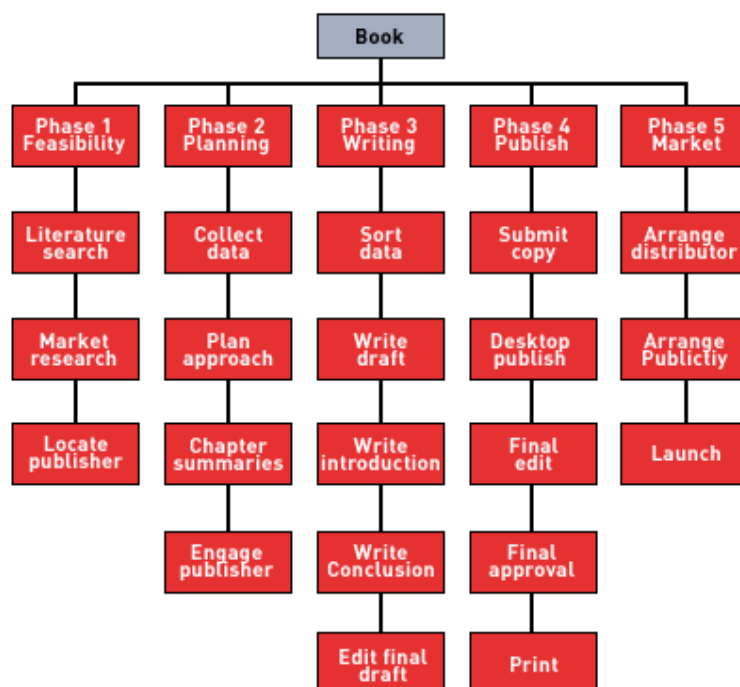 Book
Phase 1
Feasibility
Literature
search
Market
research
Locate
publisher
Phase 2
Planning
Collect
data
Plan
approach
Chapter
summaries
Engage
publisher
Phase 3
Writing
Sort
data
Write
draft
Write
introduction
Write
Conclusion
Edit final
draft
Phase 4
Publish
Submit
copy
Desktop
publish
Final
edit
Final
approval
Print
Phase 5
Market
Arrange
distributor
Arrange
Publictiy
Launch